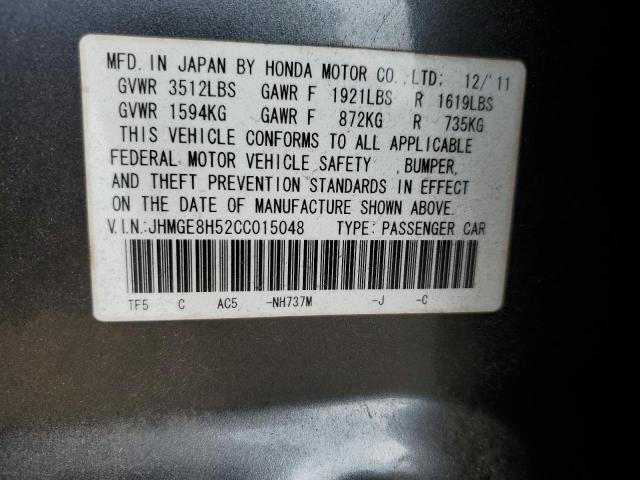 MFD. IN JAPAN BY HONDA MOTOR CO.,LTD: 12/'11
GVWR 3512LBS GAWR F 1921LBS R 1619LBS
GVWR 1594KG GAWR F 872KG R 735KG
THIS VEHICLE CONFORMS TO ALL APPLICABLE
FEDERAL MOTOR VEHICLE SAFETY ,BUMPER,
AND THEFT PREVENTION STANDARDS IN EFFECT
ON THE DATE OF MANUFACTURE SHOWN ABOVE.
V.I.N.:JHMGE8H52CC015048 TYPE: PASSENGER CAR
TF5 C AC5 -NH737M -J -C